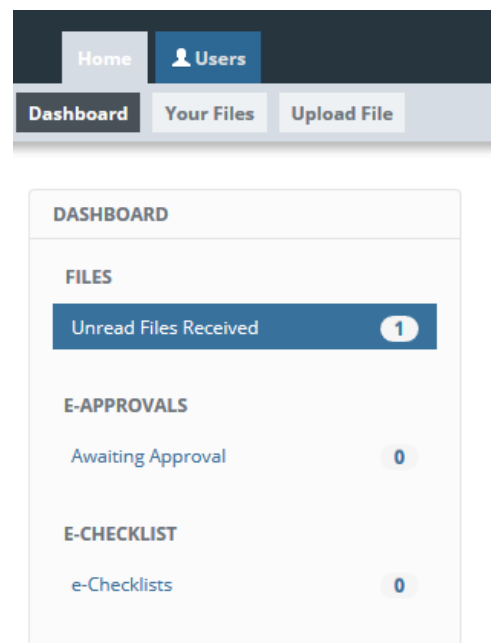 Home Users
Dashboard Your Files Upload File
DASHBOARD
FILES
Unread Files Received 1
E-APPROVALS
Awaiting Approval 0
E-CHECKLIST
e-Checklists 0